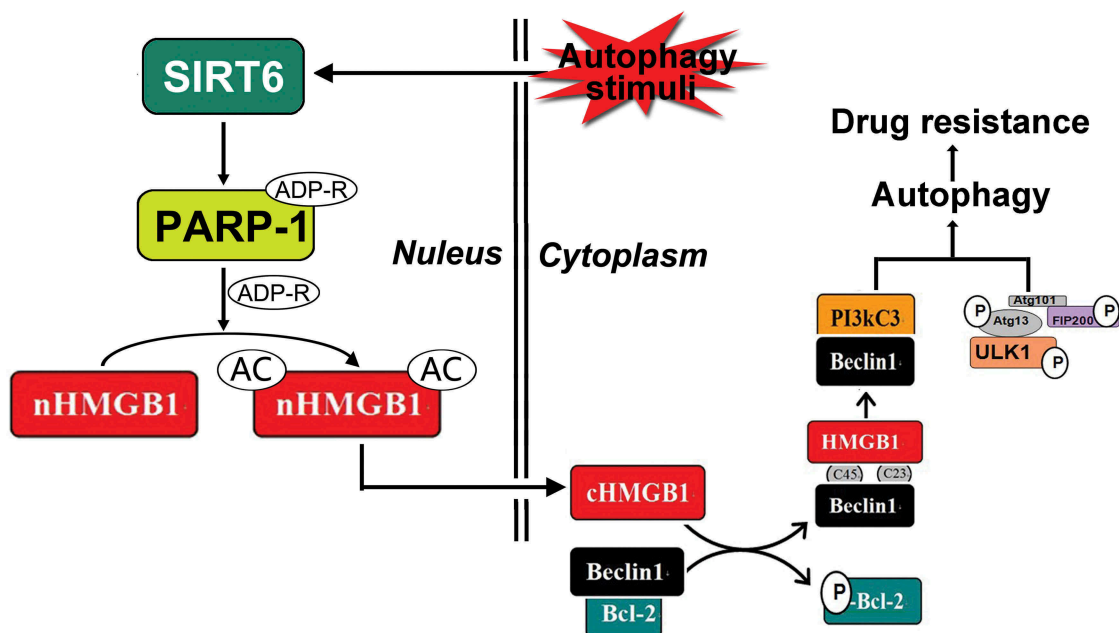 SIRT6
Autophagy
stimuli
ADP-R
PARP-1
ADP-R
Nuleus
Cytoplasm
Drug resistance
Autophagy
AC
AC
nHMGB1
nHMGB1
PI3kC3
Beclin1
P
Atg101
Atg13
FIP200
P
ULK1
P
HMGB1
C45
C23
Beclin1
cHMGB1
Beclin1
Bcl-2
P
-Bcl-2